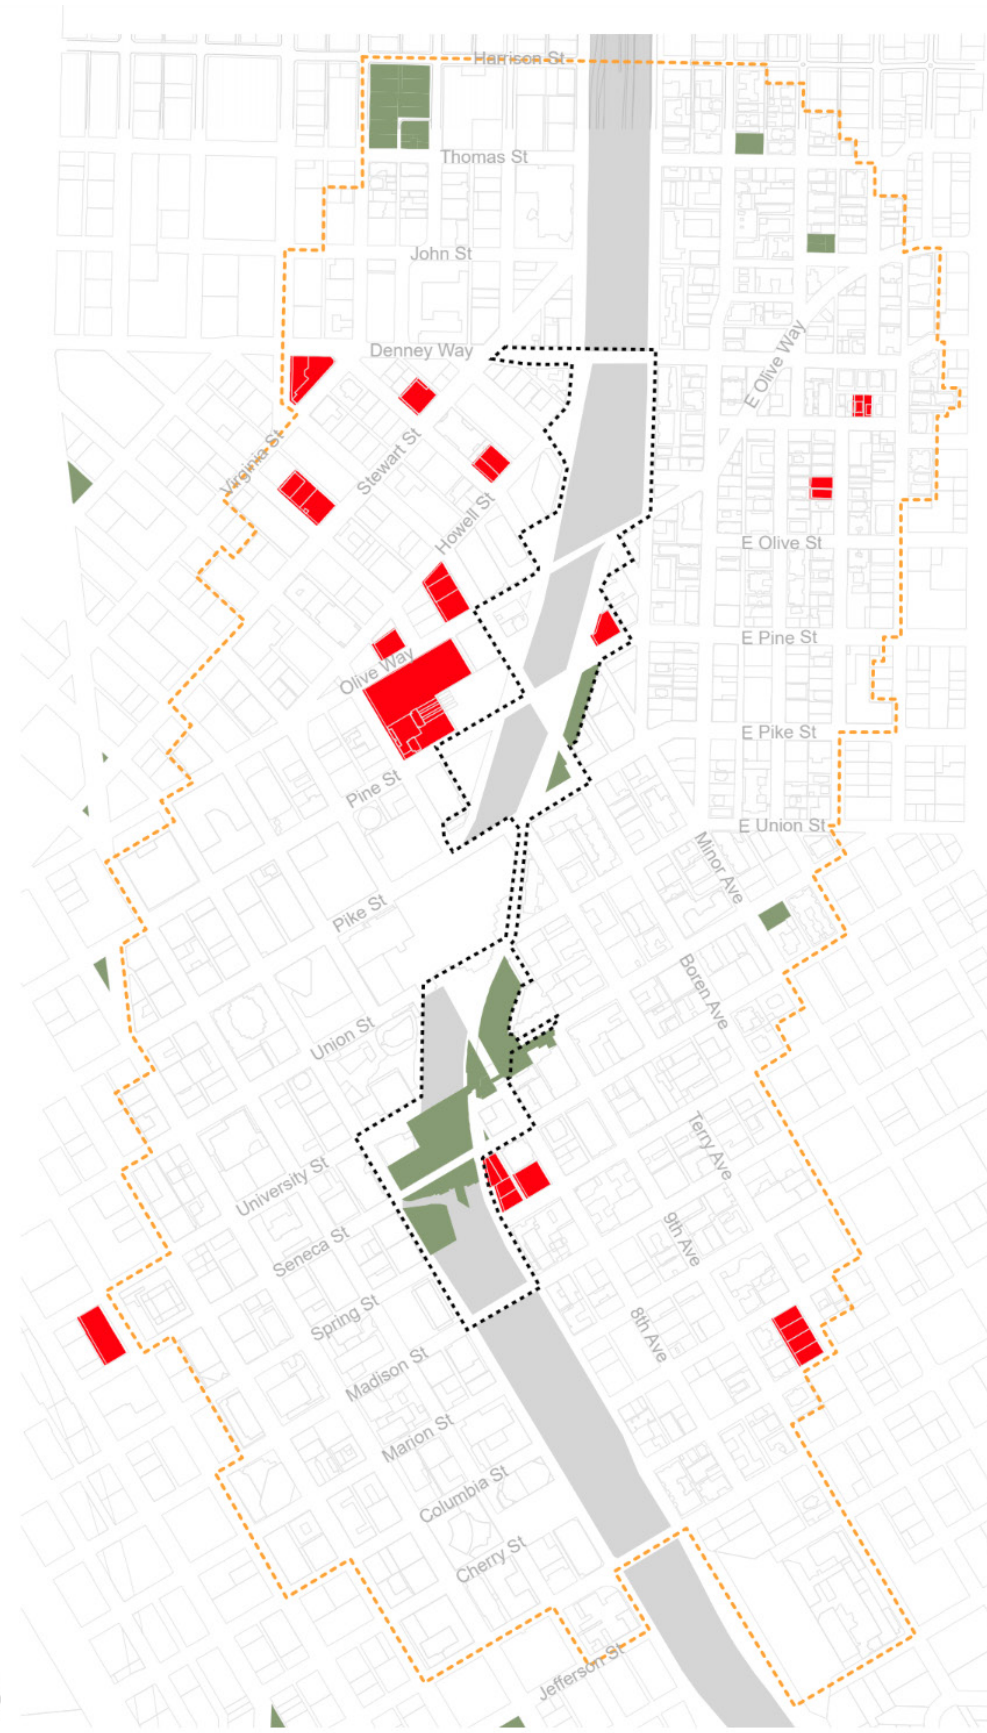 Harrison St
Thomas St
John St
Denney Way
E Olive Way
Virginia St
Stewart St
Howell St
E Olive St
E Pine St
Olive Way
E Pike St
Pine St
E Union St
Minor Ave
Pike St
Boren Ave
Union St
Terry Ave
University St
9th Ave
Seneca St
Spring St
8th Ave
Madison St
Marion St
Columbia St
Cherry St
Jefferson St